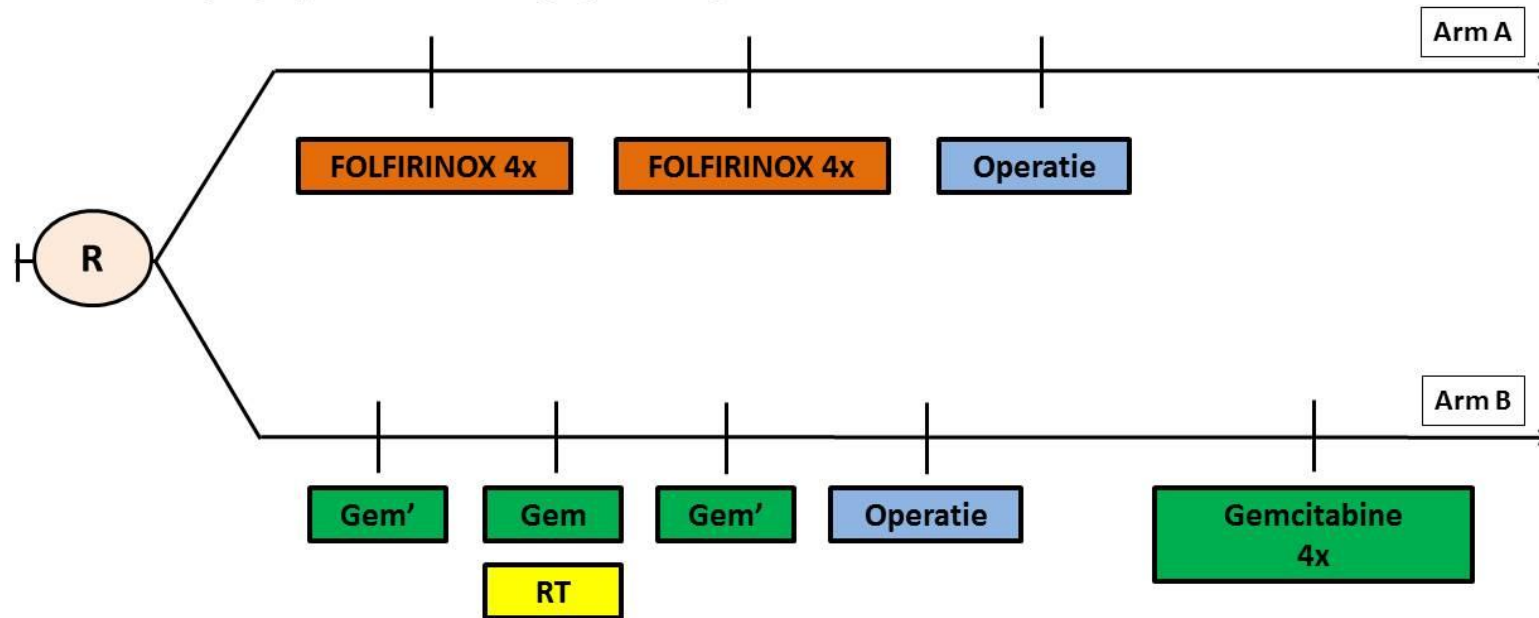 Arm A
FOLFIRINOX 4x
FOLFIRINOX 4x
Operatie
R
Arm B
Gem’
Gem
Gem’
Operatie
Gemcitabine
4x
RT